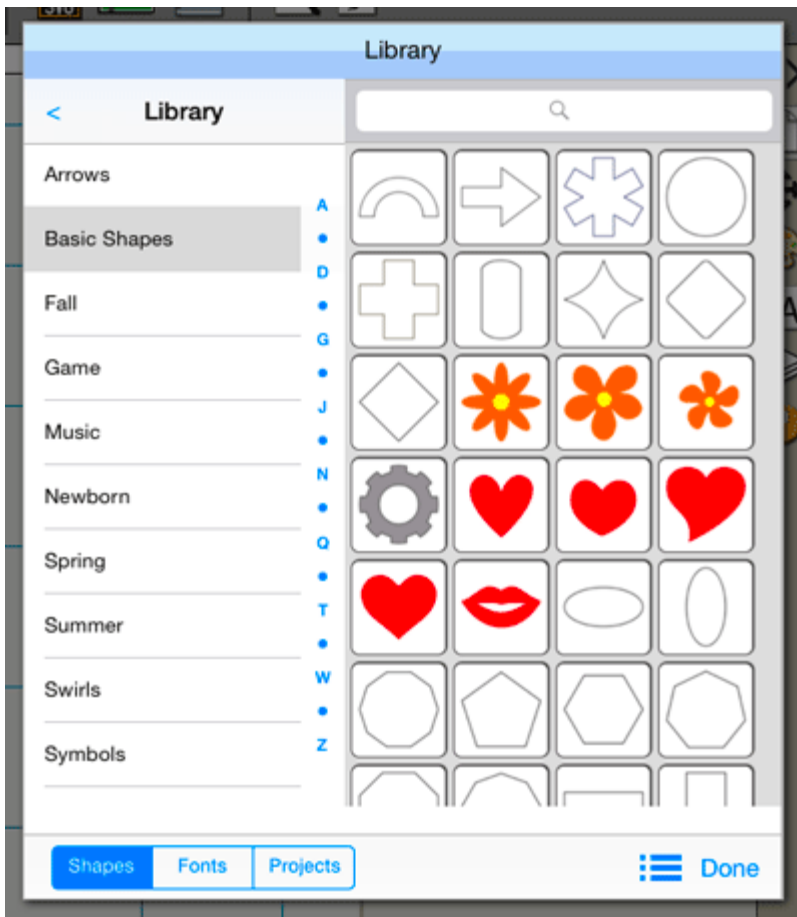 Library
< Library
Arrows
Basic Shapes
Fall
Game
Music
Newborn
Spring
Summer
Swirls
Symbols
A
D
G
J
N
Q
T
W
Z
Shapes Fonts Projects Done